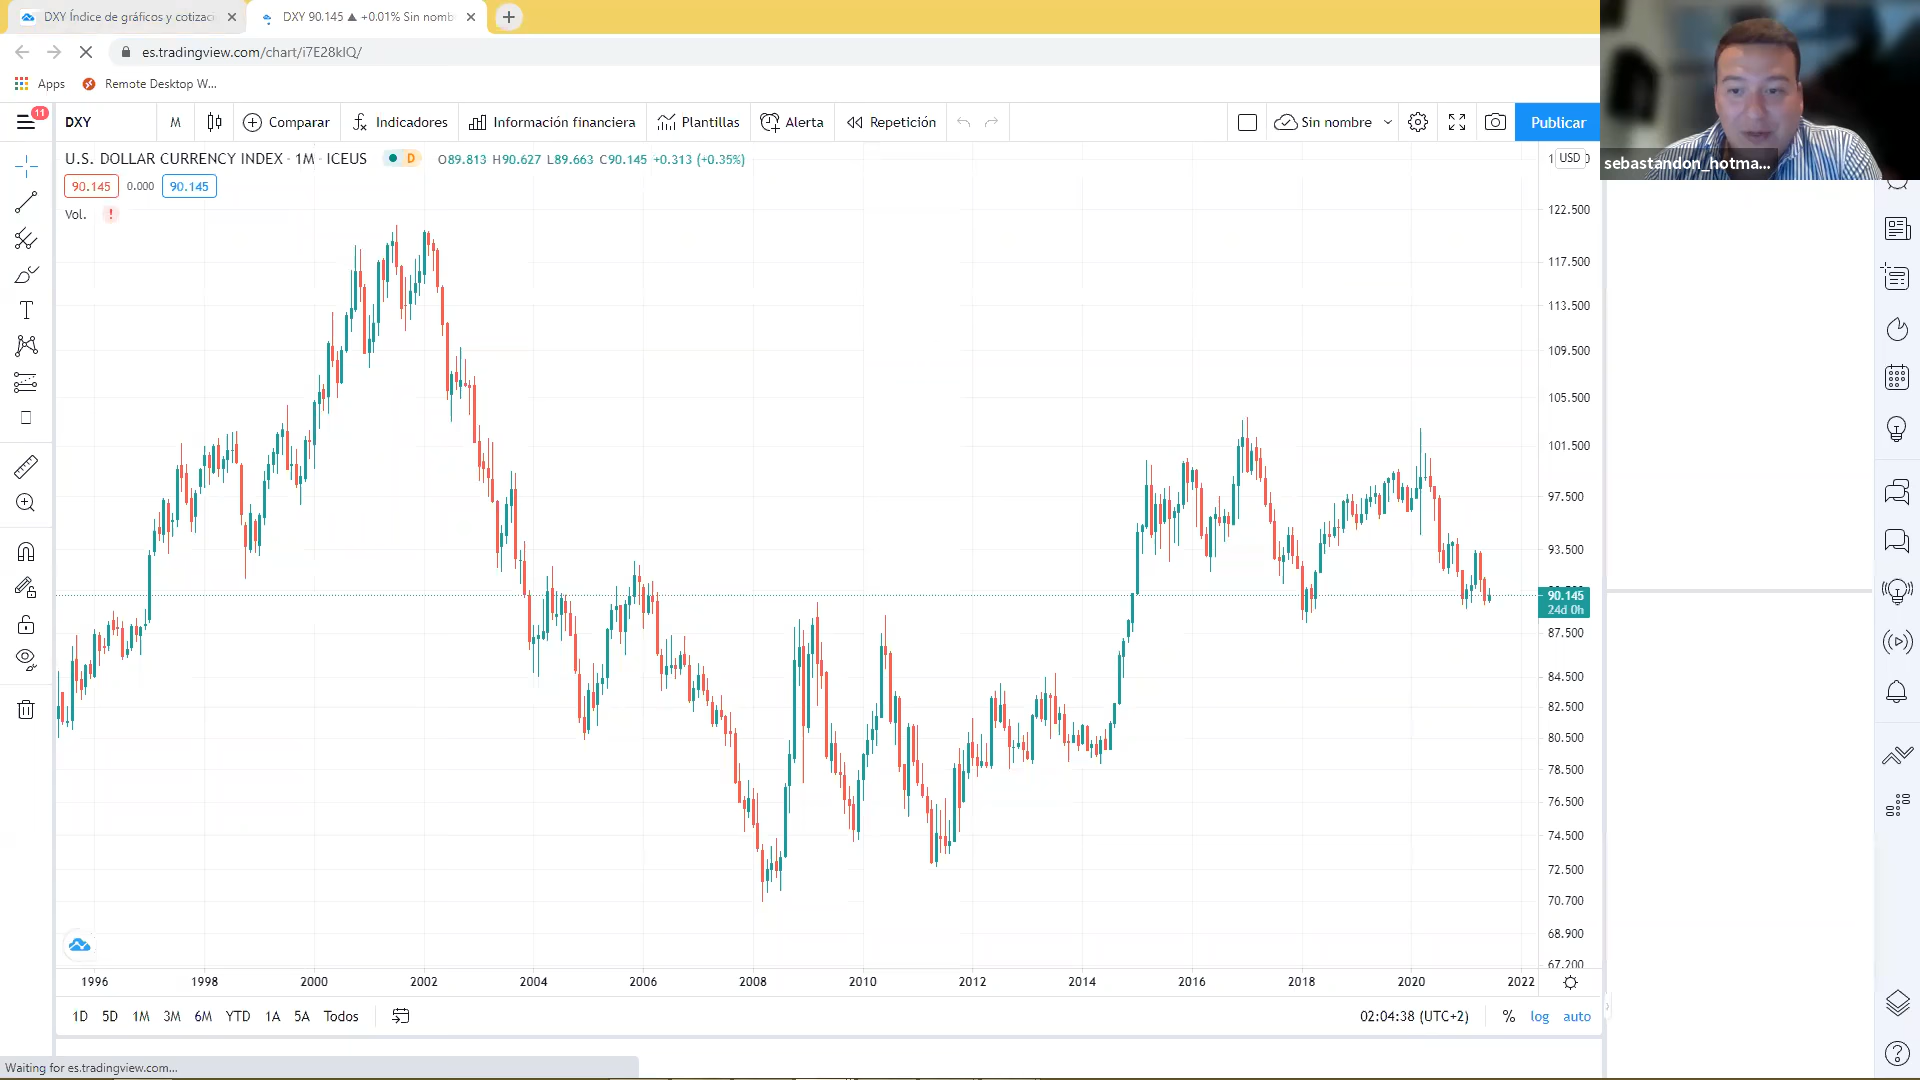 DXY Índice de gráficos y cotizaci
DXY 90.145 ▲ +0.01% Sin nomb
es.tradingview.com/chart/i7E28kIQ/
Apps
Remote Desktop W...
11
DXY
M
Comparar
Indicadores
Información financiera
Plantillas
Alerta
Repetición
Sin nombre
Publicar
U.S. DOLLAR CURRENCY INDEX · 1M · ICEUS
D
O89.813 H90.627 L89.663 C90.145 +0.313 (+0.35%)
USD
sebastandon_hotma...
90.145 0.000 90.145
Vol. !
122.500
117.500
113.500
109.500
105.500
101.500
97.500
93.500
90.145
24d 0h
87.500
84.500
82.500
80.500
78.500
76.500
74.500
72.500
70.700
68.900
67.200
1996 1998 2000 2002 2004 2006 2008 2010 2012 2014 2016 2018 2020 2022
1D 5D 1M 3M 6M YTD 1A 5A Todos
02:04:38 (UTC+2)
% log auto
Waiting for es.tradingview.com...